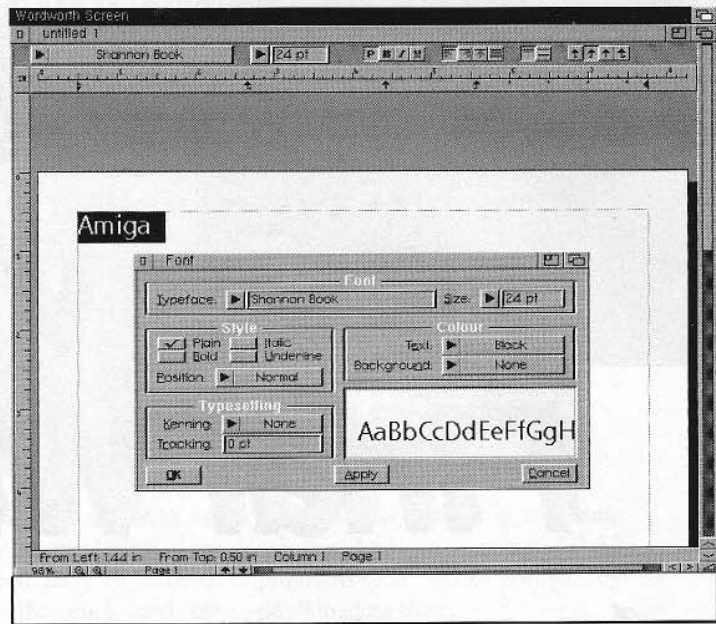 Wordworth Screen
untitled 1
Shannon Book 24 pt P B I U
Amiga
Font
Font
Typeface: Shannon Book Size: 24 pt
Style
Plain Italic
Bold Underline
Position: Normal
Colour
Text: Black
Background: None
Typesetting
Kerning: None
Tracking: 0 pt
AaBbCcDdEeFfGgH
OK Apply Cancel
From Left: 1.44 in From Top: 0.50 in Column 1 Page 1
98% Page 1